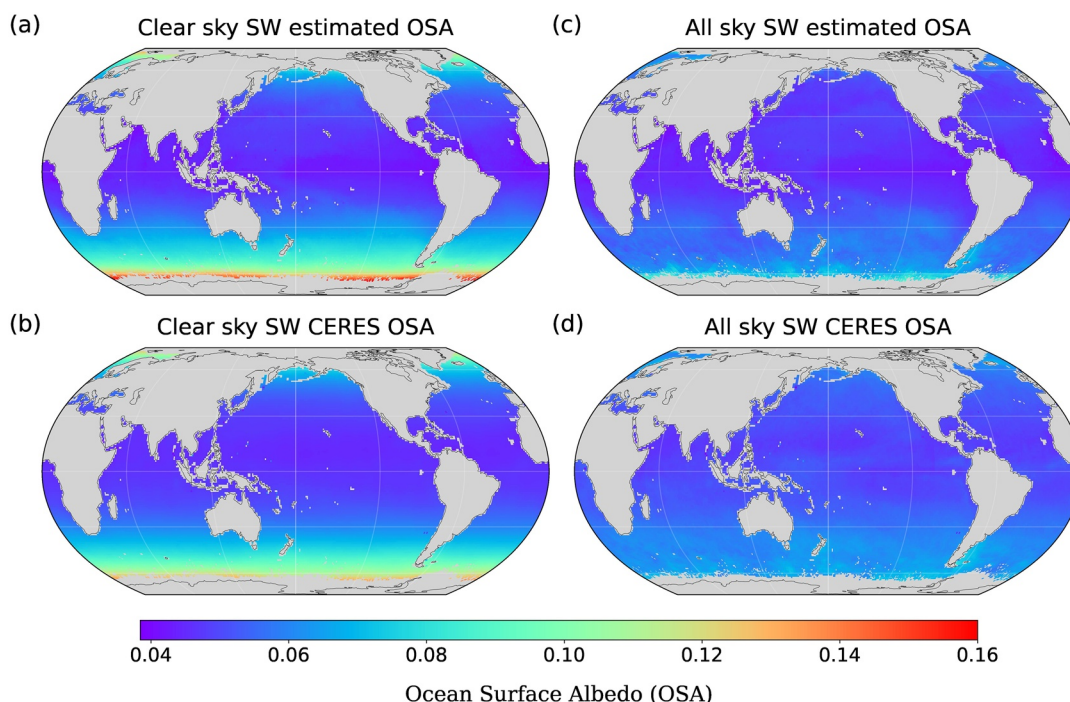 (a)
Clear sky SW estimated OSA
(c)
All sky SW estimated OSA
(b)
Clear sky SW CERES OSA
(d)
All sky SW CERES OSA
0.04 0.06 0.08 0.10 0.12 0.14 0.16
Ocean Surface Albedo (OSA)